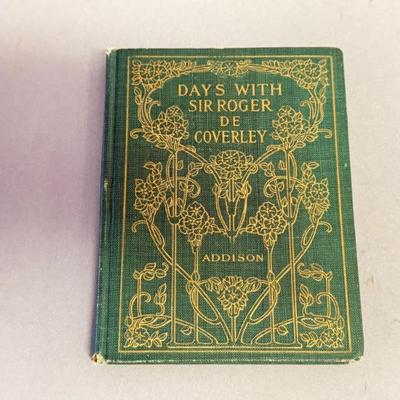 DAYS WITH
SIR ROGER
DE
COVERLEY
ADDISON